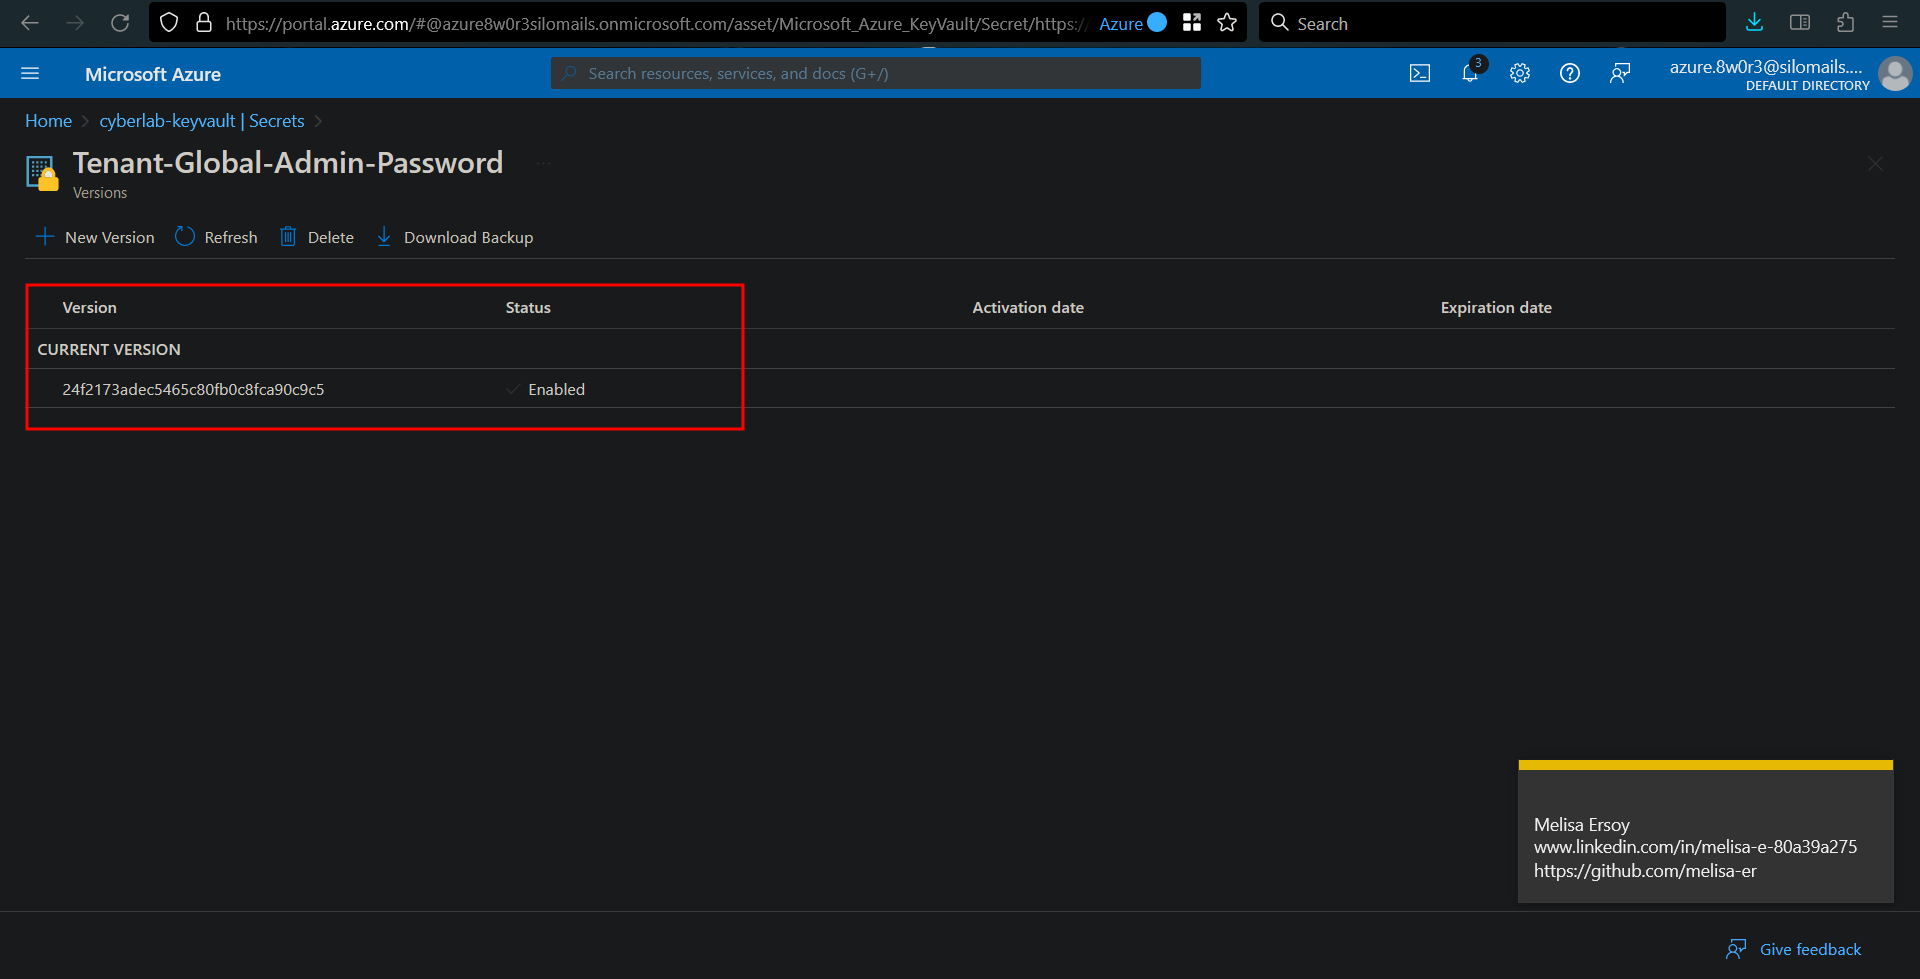 https://portal.azure.com/#@azure8w0r3silomails.onmicrosoft.com/asset/Microsoft_Azure_KeyVault/Secret/https:/
Azure
Search
Microsoft Azure
Search resources, services, and docs (G+/)
3
azure.8w0r3@silomails....
DEFAULT DIRECTORY
Home > cyberlab-keyvault | Secrets >
Tenant-Global-Admin-Password ...
Versions
New Version Refresh Delete Download Backup
Version Status Activation date Expiration date
CURRENT VERSION
24f2173adec5465c80fb0c8fca90c9c5 Enabled
Melisa Ersoy
www.linkedin.com/in/melisa-e-80a39a275
https://github.com/melisa-er
Give feedback